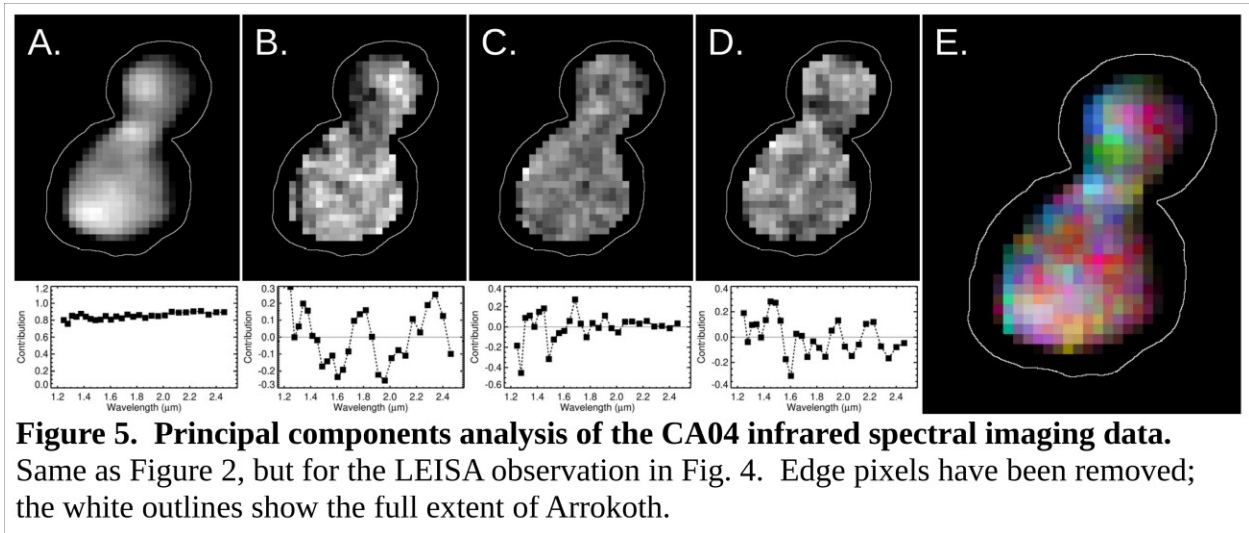 A. B. C. D. E.
1.2
1.0
0.8
0.6
0.4
0.2
0.0
Contribution
1.2 1.4 1.6 1.8 2.0 2.2 2.4
Wavelength (μm)
0.3
0.2
0.1
0.0
-0.1
-0.2
-0.3
Contribution
1.2 1.4 1.6 1.8 2.0 2.2 2.4
Wavelength (μm)
0.4
0.2
0.0
-0.2
-0.4
-0.6
Contribution
1.2 1.4 1.6 1.8 2.0 2.2 2.4
Wavelength (μm)
0.4
0.2
0.0
-0.2
-0.4
Contribution
1.2 1.4 1.6 1.8 2.0 2.2 2.4
Wavelength (μm)
Figure 5. Principal components analysis of the CA04 infrared spectral imaging data.
Same as Figure 2, but for the LEISA observation in Fig. 4. Edge pixels have been removed;
the white outlines show the full extent of Arrokoth.